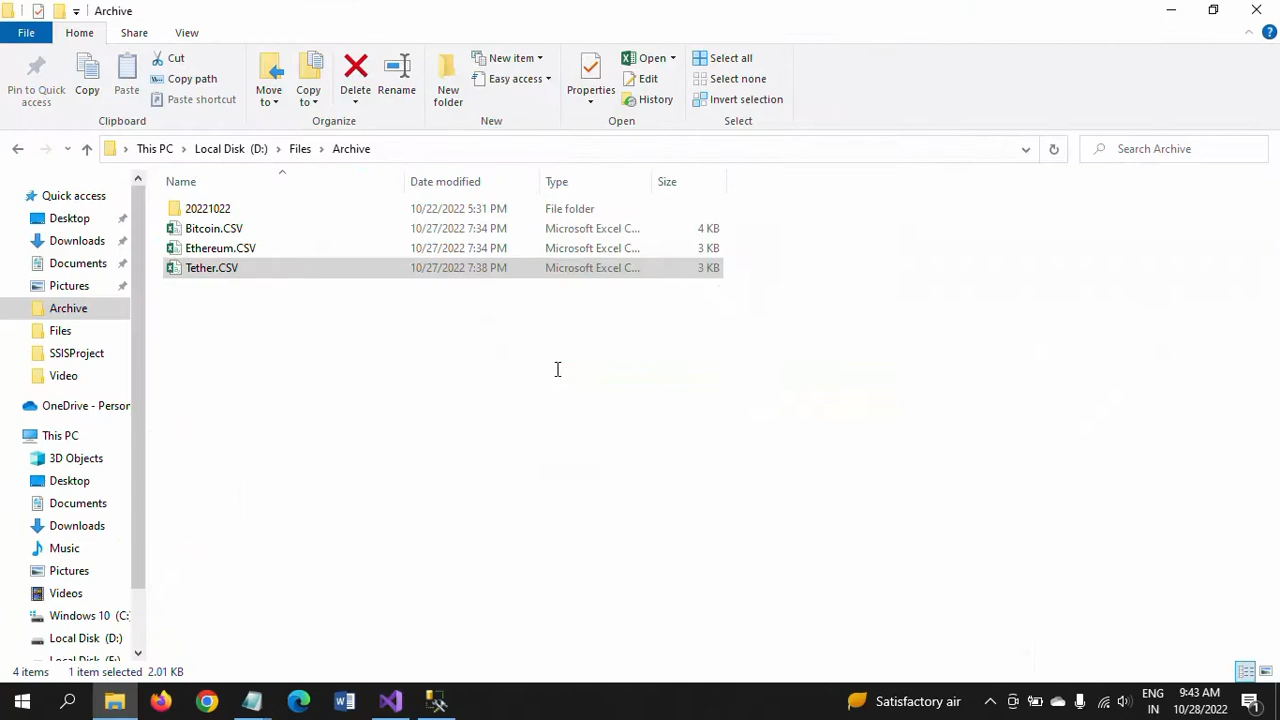 Archive
File Home Share View
Pin to Quick access
Copy
Paste
Cut
Copy path
Paste shortcut
Clipboard
Move to
Copy to
Delete
Rename
Organize
New folder
New item
Easy access
New
Properties
Open
Edit
History
Open
Select all
Select none
Invert selection
Select
This PC Local Disk (D:) Files Archive
Search Archive
Name Date modified Type Size
20221022 10/22/2022 5:31 PM File folder
Bitcoin.CSV 10/27/2022 7:34 PM Microsoft Excel C... 4 KB
Ethereum.CSV 10/27/2022 7:34 PM Microsoft Excel C... 3 KB
Tether.CSV 10/27/2022 7:38 PM Microsoft Excel C... 3 KB
Quick access
Desktop
Downloads
Documents
Pictures
Archive
Files
SSISProject
Video
OneDrive - Person
This PC
3D Objects
Desktop
Documents
Downloads
Music
Pictures
Videos
Windows 10 (C:)
Local Disk (D:)
4 items 1 item selected 2.01 KB
Satisfactory air
ENG
IN
9:43 AM
10/28/2022
1